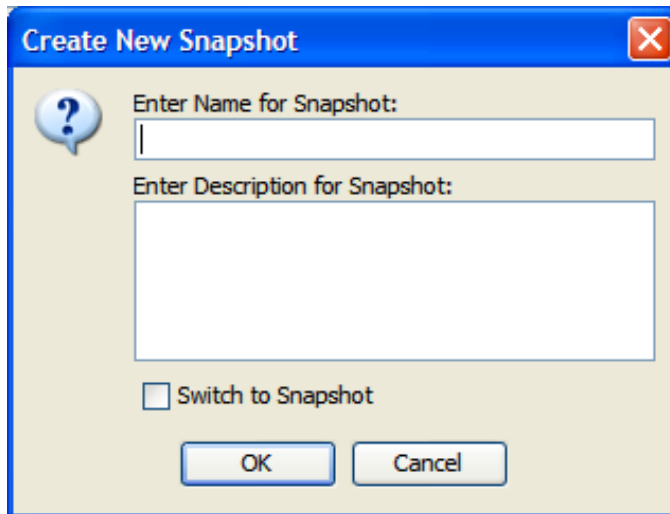 Create New Snapshot
Enter Name for Snapshot:
Enter Description for Snapshot:
Switch to Snapshot
OK Cancel